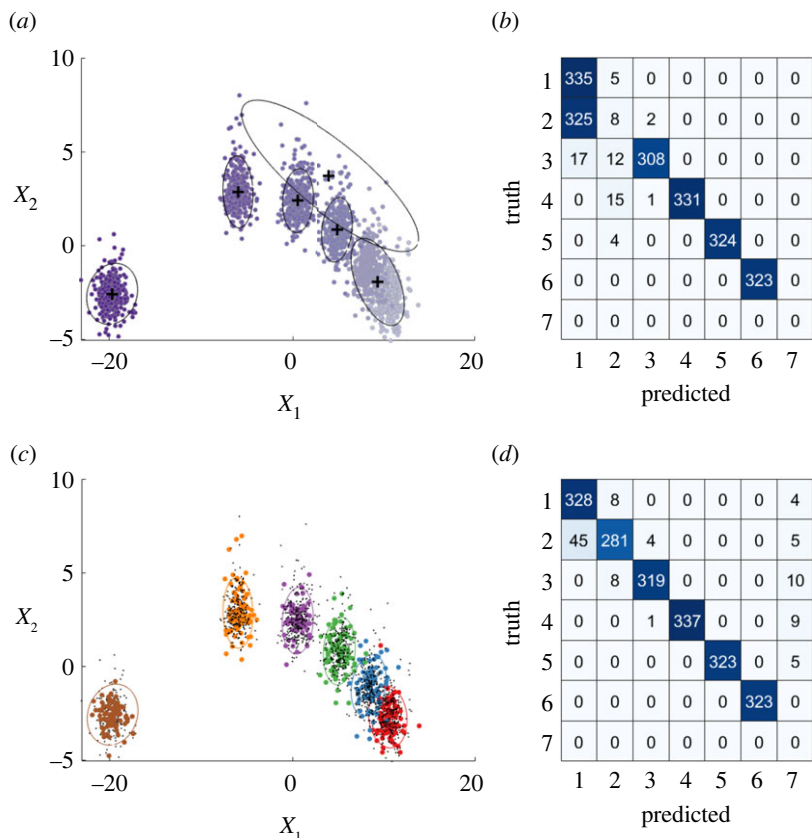 (a)
10
5
X2
0
−5
−20
0
20
X1
(b)
1 335 5 0 0 0 0 0
2 325 8 2 0 0 0 0
3 17 12 308 0 0 0 0
truth
4 0 15 1 331 0 0 0
5 0 4 0 0 324 0 0
6 0 0 0 0 0 323 0
7 0 0 0 0 0 0 0
1 2 3 4 5 6 7
predicted
(c)
10
5
X2
0
−5
−20
0
20
X1
(d)
1 328 8 0 0 0 0 4
2 45 281 4 0 0 0 5
3 0 8 319 0 0 0 10
truth
4 0 0 1 337 0 0 9
5 0 0 0 0 323 0 5
6 0 0 0 0 0 323 0
7 0 0 0 0 0 0 0
1 2 3 4 5 6 7
predicted